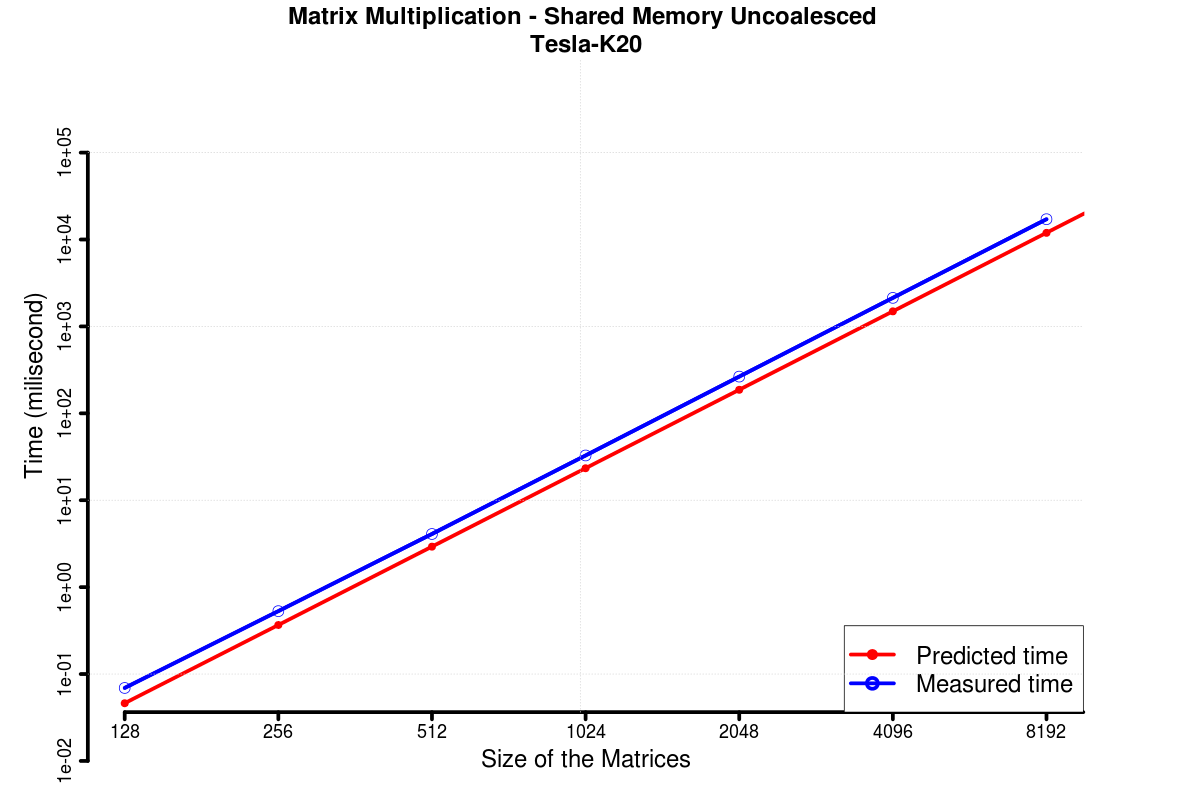 Matrix Multiplication - Shared Memory Uncoalesced
Tesla-K20
Time (milisecond)
1e+05
1e+04
1e+03
1e+02
1e+01
1e+00
1e-01
1e-02
Predicted time
Measured time
128 256 512 1024 2048 4096 8192
Size of the Matrices